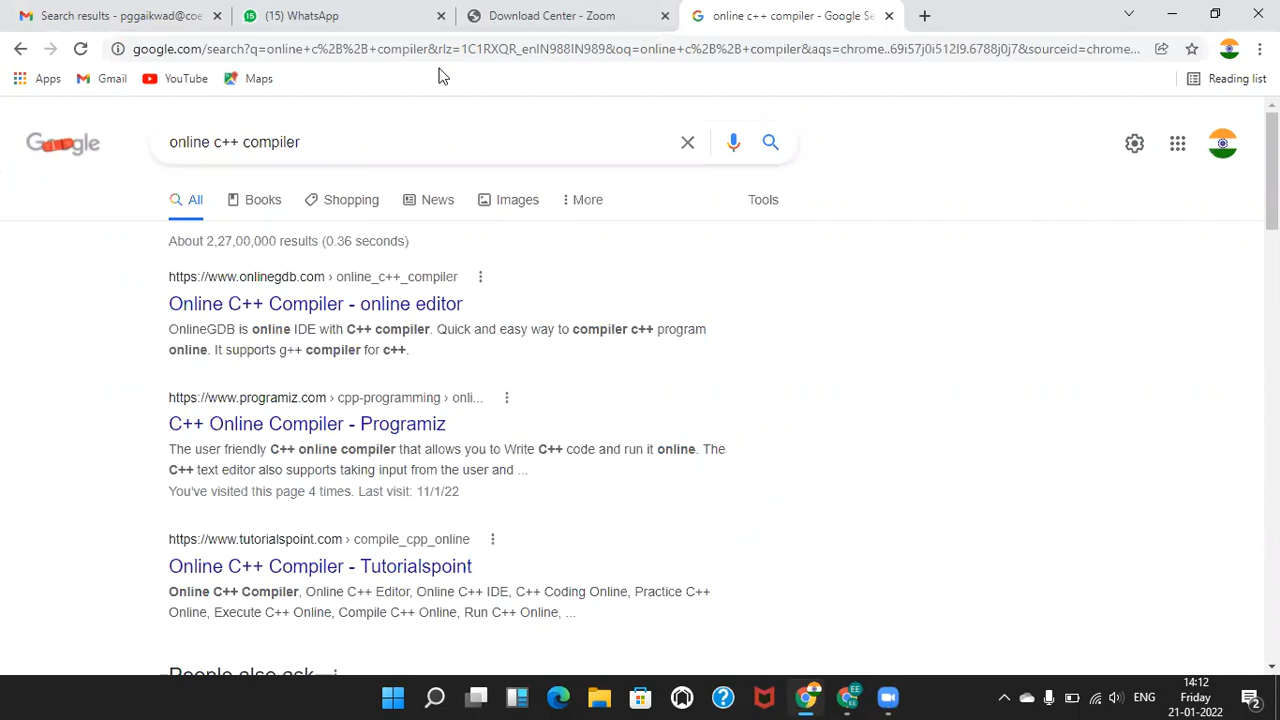 Search results - pggaikwad@coe
(15) WhatsApp
Download Center - Zoom
online c++ compiler - Google Se
google.com/search?q=online+c%2B%2B+compiler&rlz=1C1RXQR_enIN988IN989&oq=online+c%2B%2B+compiler&aqs=chrome..69i57j0i512l9.6788j0j7&sourceid=chrome...
Apps
Gmail
YouTube
Maps
Reading list
Google
online c++ compiler
All
Books
Shopping
News
Images
More
Tools
About 2,27,00,000 results (0.36 seconds)
https://www.onlinegdb.com › online_c++_compiler
Online C++ Compiler - online editor
OnlineGDB is online IDE with C++ compiler. Quick and easy way to compiler c++ program
online. It supports g++ compiler for c++.
https://www.programiz.com › cpp-programming › onli...
C++ Online Compiler - Programiz
The user friendly C++ online compiler that allows you to Write C++ code and run it online. The
C++ text editor also supports taking input from the user and ...
You've visited this page 4 times. Last visit: 11/1/22
https://www.tutorialspoint.com › compile_cpp_online
Online C++ Compiler - Tutorialspoint
Online C++ Compiler, Online C++ Editor, Online C++ IDE, C++ Coding Online, Practice C++
Online, Execute C++ Online, Compile C++ Online, Run C++ Online, ...
People also ask
ENG
14:12
Friday
21-01-2022
2